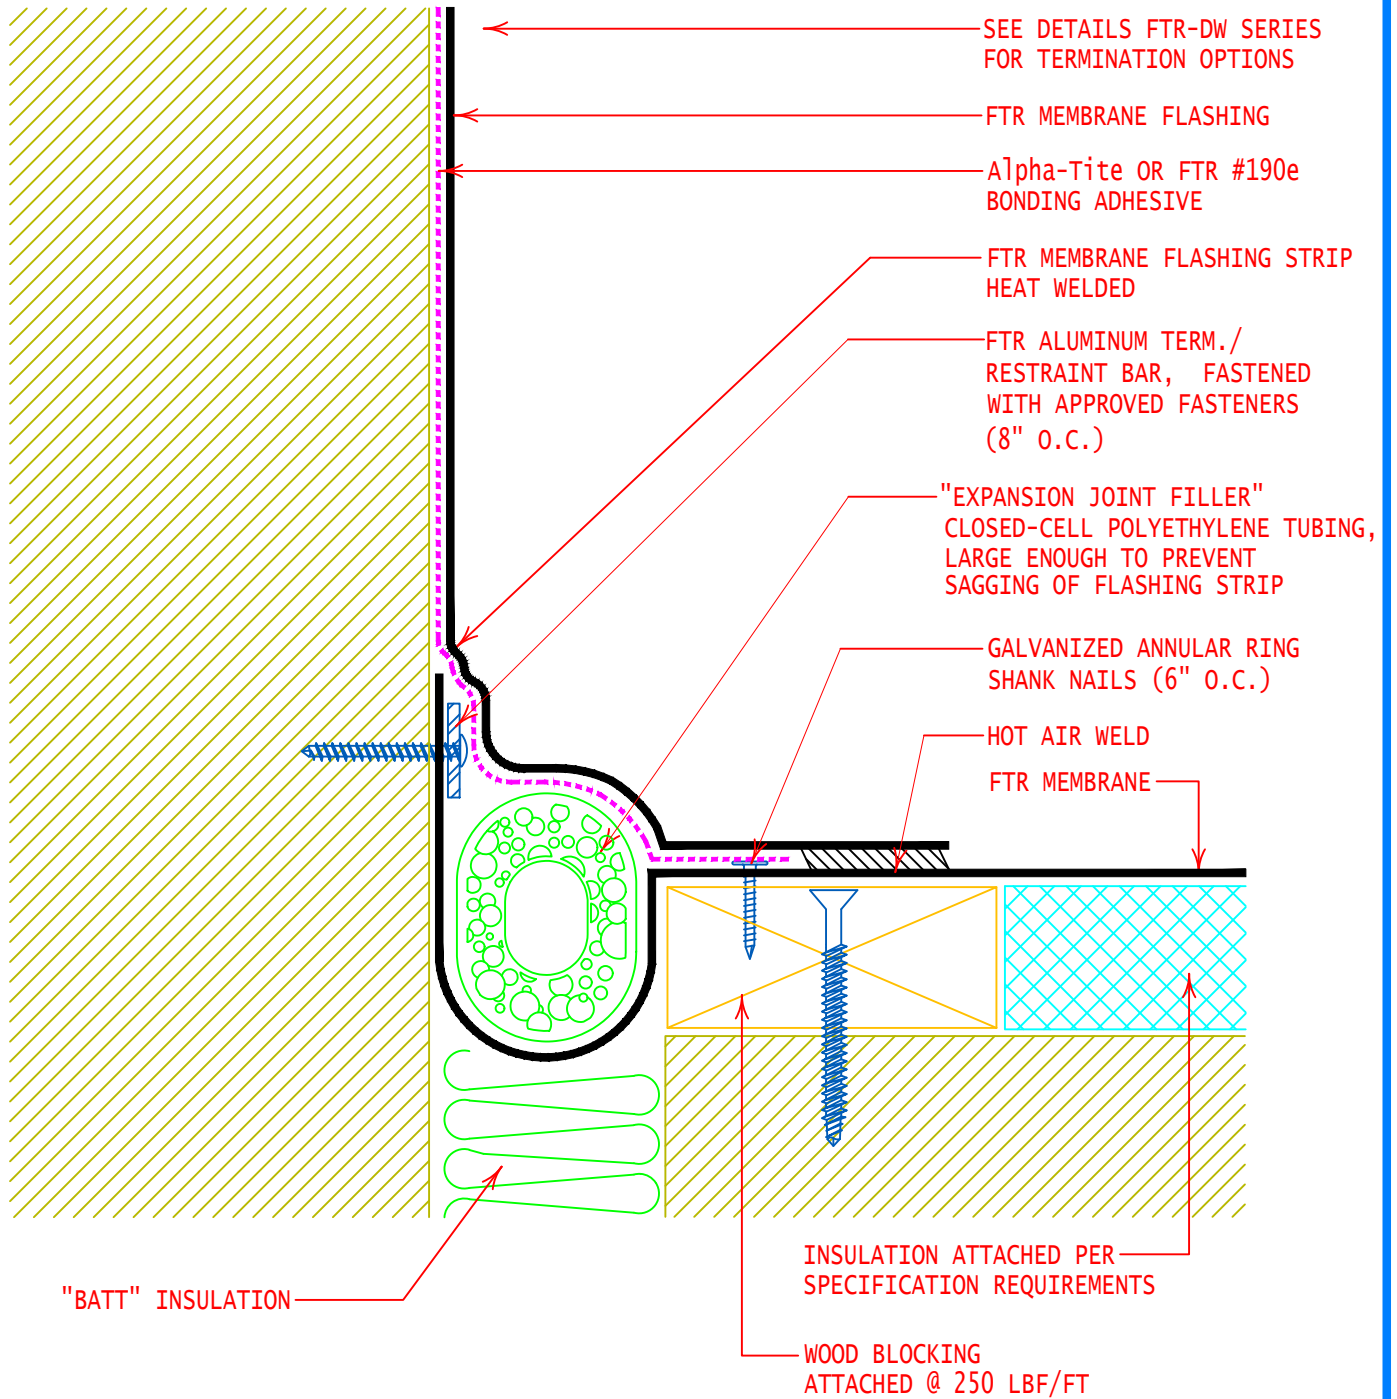 SEE DETAILS FTR-DW SERIES
FOR TERMINATION OPTIONS
FTR MEMBRANE FLASHING
Alpha-Tite OR FTR #190e
BONDING ADHESIVE
FTR MEMBRANE FLASHING STRIP
HEAT WELDED
FTR ALUMINUM TERM./
RESTRAINT BAR, FASTENED
WITH APPROVED FASTENERS
(8" O.C.)
"EXPANSION JOINT FILLER"
CLOSED-CELL POLYETHYLENE TUBING,
LARGE ENOUGH TO PREVENT
SAGGING OF FLASHING STRIP
GALVANIZED ANNULAR RING
SHANK NAILS (6" O.C.)
HOT AIR WELD
FTR MEMBRANE
INSULATION ATTACHED PER
SPECIFICATION REQUIREMENTS
"BATT" INSULATION
WOOD BLOCKING
ATTACHED @ 250 LBF/FT